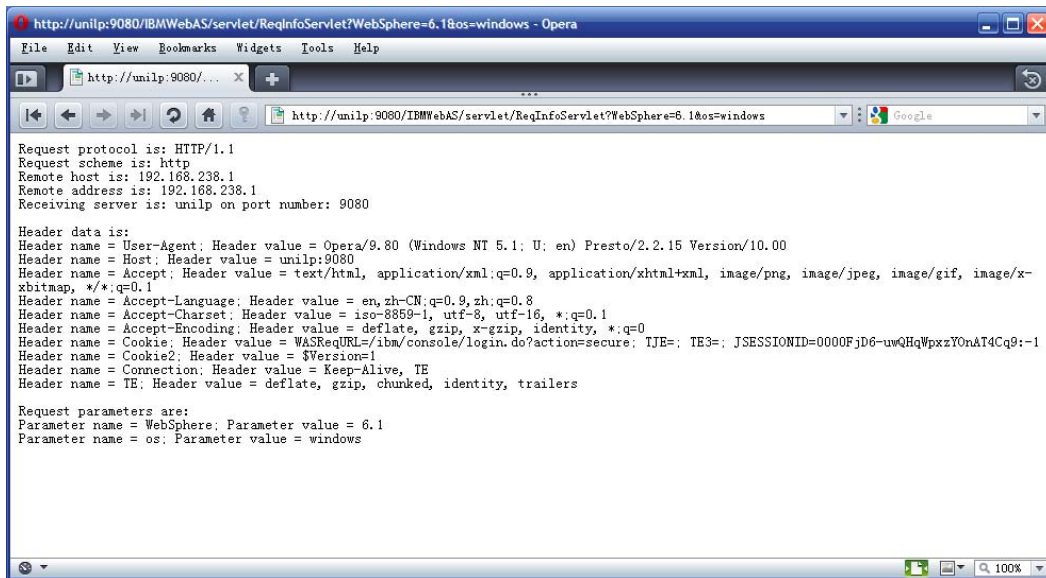 http://unilp:9080/IBMWebAS/servlet/ReqInfoServlet?WebSphere=6.1&os=windows - Opera
File Edit View Bookmarks Widgets Tools Help
http://unilp:9080/...
http://unilp:9080/IBMWebAS/servlet/ReqInfoServlet?WebSphere=6.1&os=windows Google
Request protocol is: HTTP/1.1
Request scheme is: http
Remote host is: 192.168.238.1
Remote address is: 192.168.238.1
Receiving server is: unilp on port number: 9080
Header data is:
Header name = User-Agent; Header value = Opera/9.80 (Windows NT 5.1; U; en) Presto/2.2.15 Version/10.00
Header name = Host; Header value = unilp:9080
Header name = Accept; Header value = text/html, application/xml;q=0.9, application/xhtml+xml, image/png, image/jpeg, image/gif, image/x-
xbitmap, */*;q=0.1
Header name = Accept-Language; Header value = en,zh-CN;q=0.9,zh;q=0.8
Header name = Accept-Charset; Header value = iso-8859-1, utf-8, utf-16, *;q=0.1
Header name = Accept-Encoding; Header value = deflate, gzip, x-gzip, identity, *;q=0
Header name = Cookie; Header value = WASReqURL=/ibm/console/login.do?action=secure; TJE=; TE3=; JSESSIONID=0000FjD6-uwQHqWpxzYOnAT4Cq9:-1
Header name = Cookie2; Header value = $Version=1
Header name = Connection; Header value = Keep-Alive, TE
Header name = TE; Header value = deflate, gzip, chunked, identity, trailers
Request parameters are:
Parameter name = WebSphere; Parameter value = 6.1
Parameter name = os; Parameter value = windows
100%